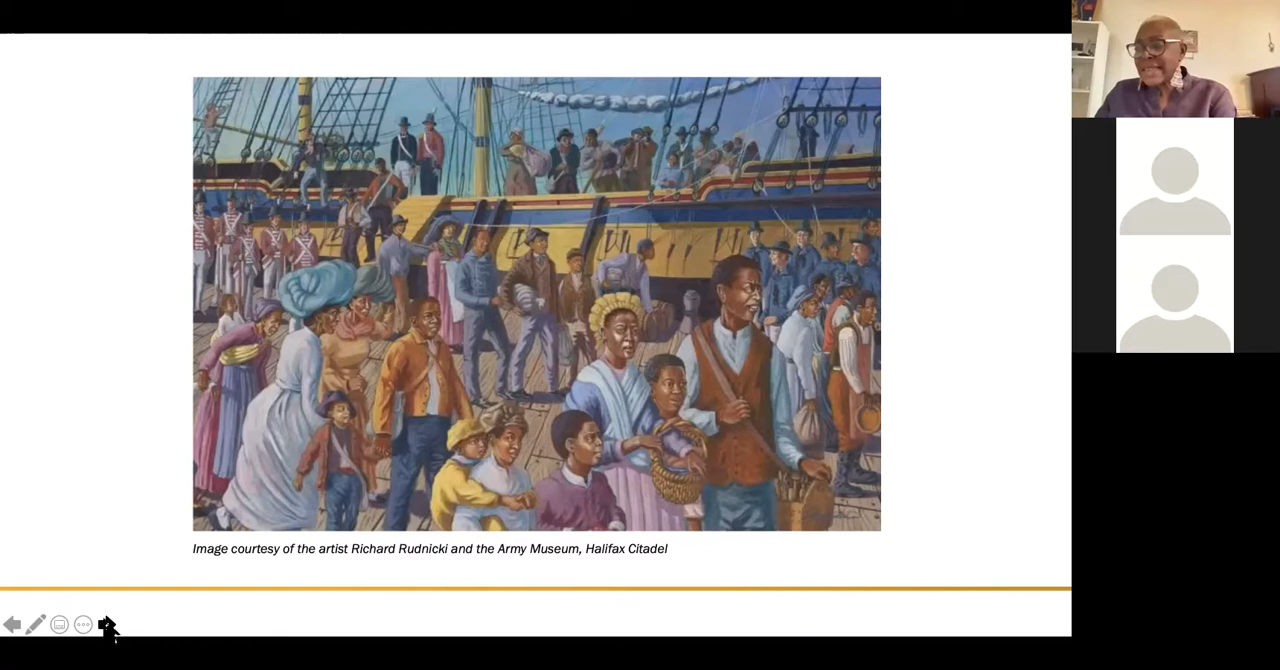 Image courtesy of the artist Richard Rudnicki and the Army Museum, Halifax Citadel